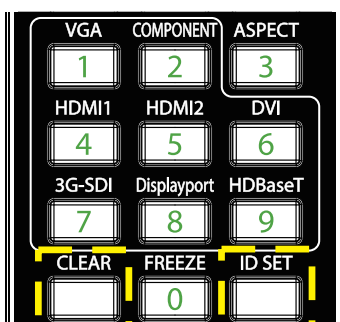 VGA COMPONENT ASPECT
1 2 3
HDMI1 HDMI2 DVI
4 5 6
3G-SDI Displayport HDBaseT
7 8 9
CLEAR FREEZE ID SET
0